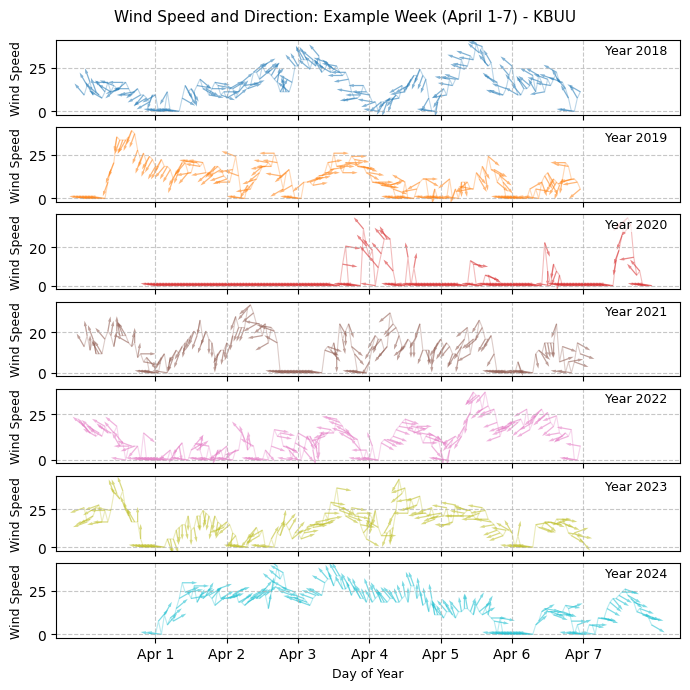 Wind Speed and Direction: Example Week (April 1-7) - KBUU
Wind Speed
25
0
Year 2018
Wind Speed
25
0
Year 2019
Wind Speed
20
0
Year 2020
Wind Speed
20
0
Year 2021
Wind Speed
25
0
Year 2022
Wind Speed
25
0
Year 2023
Wind Speed
25
0
Year 2024
Apr 1 Apr 2 Apr 3 Apr 4 Apr 5 Apr 6 Apr 7
Day of Year